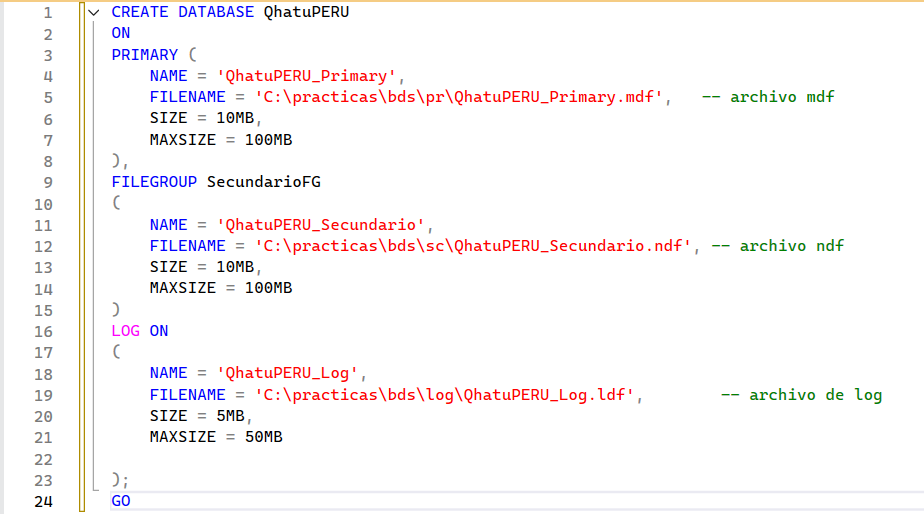 1 CREATE DATABASE QhatuPERU
2 ON
3 PRIMARY (
4     NAME = 'QhatuPERU_Primary',
5     FILENAME = 'C:\practicas\bds\pr\QhatuPERU_Primary.mdf',   -- archivo mdf
6     SIZE = 10MB,
7     MAXSIZE = 100MB
8 ),
9 FILEGROUP SecundarioFG
10 (
11     NAME = 'QhatuPERU_Secundario',
12     FILENAME = 'C:\practicas\bds\sc\QhatuPERU_Secundario.ndf', -- archivo ndf
13     SIZE = 10MB,
14     MAXSIZE = 100MB
15 )
16 LOG ON
17 (
18     NAME = 'QhatuPERU_Log',
19     FILENAME = 'C:\practicas\bds\log\QhatuPERU_Log.ldf',        -- archivo de log
20     SIZE = 5MB,
21     MAXSIZE = 50MB
22
23 );
24 GO